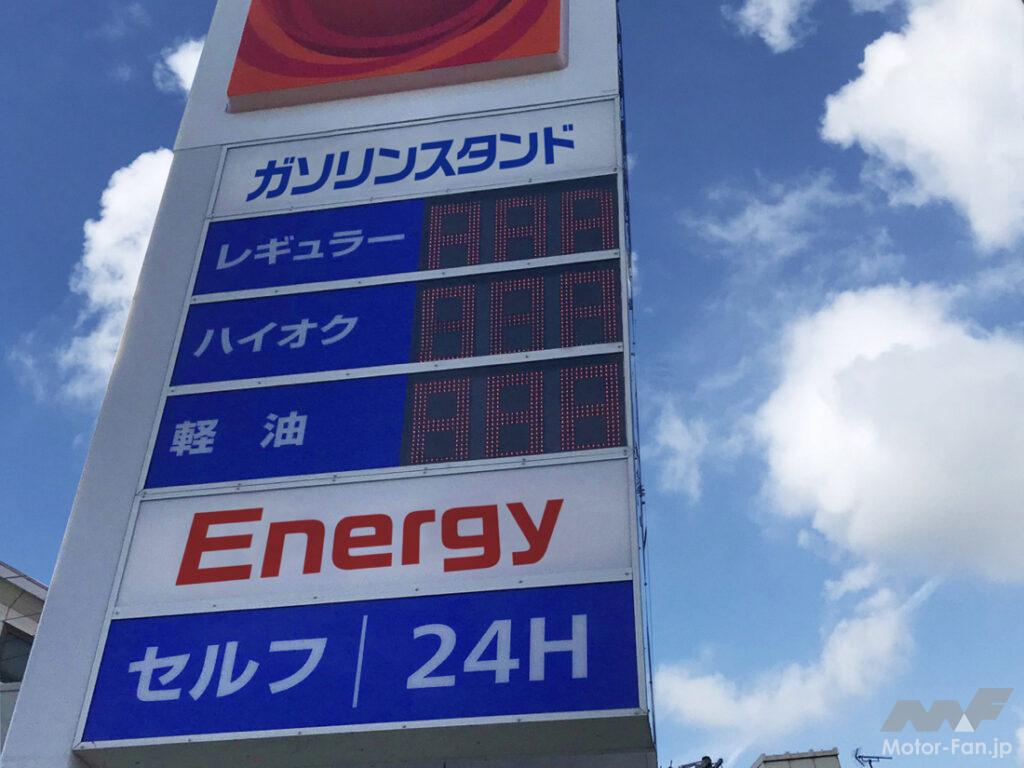 ガソリンスタンド
レギュラー
ハイオク
軽油
Energy
セルフ | 24H
Motor-Fan.jp